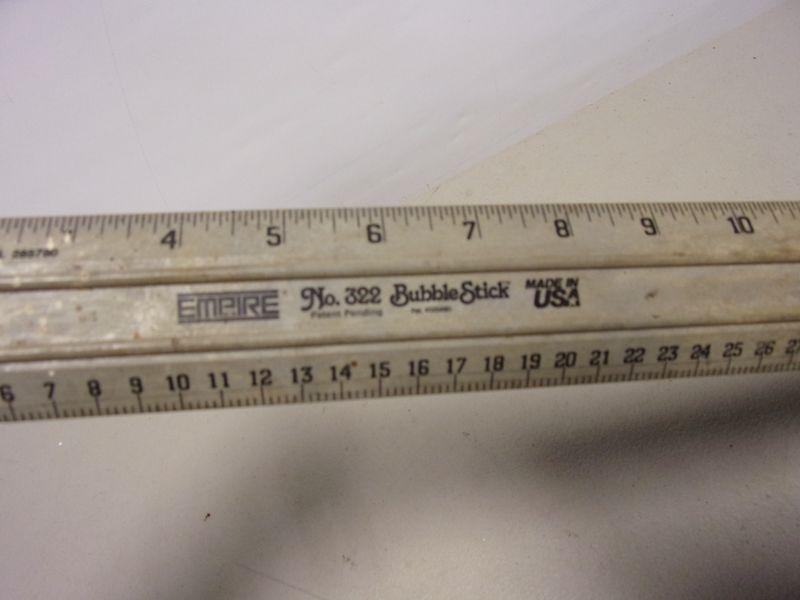 4 5 6 7 8 9 10
EMPIRE No. 322 BubbleStick MADE IN
Patent Pending USA
6 7 8 9 10 11 12 13 14 15 16 17 18 19 20 21 22 23 24 25 26 27